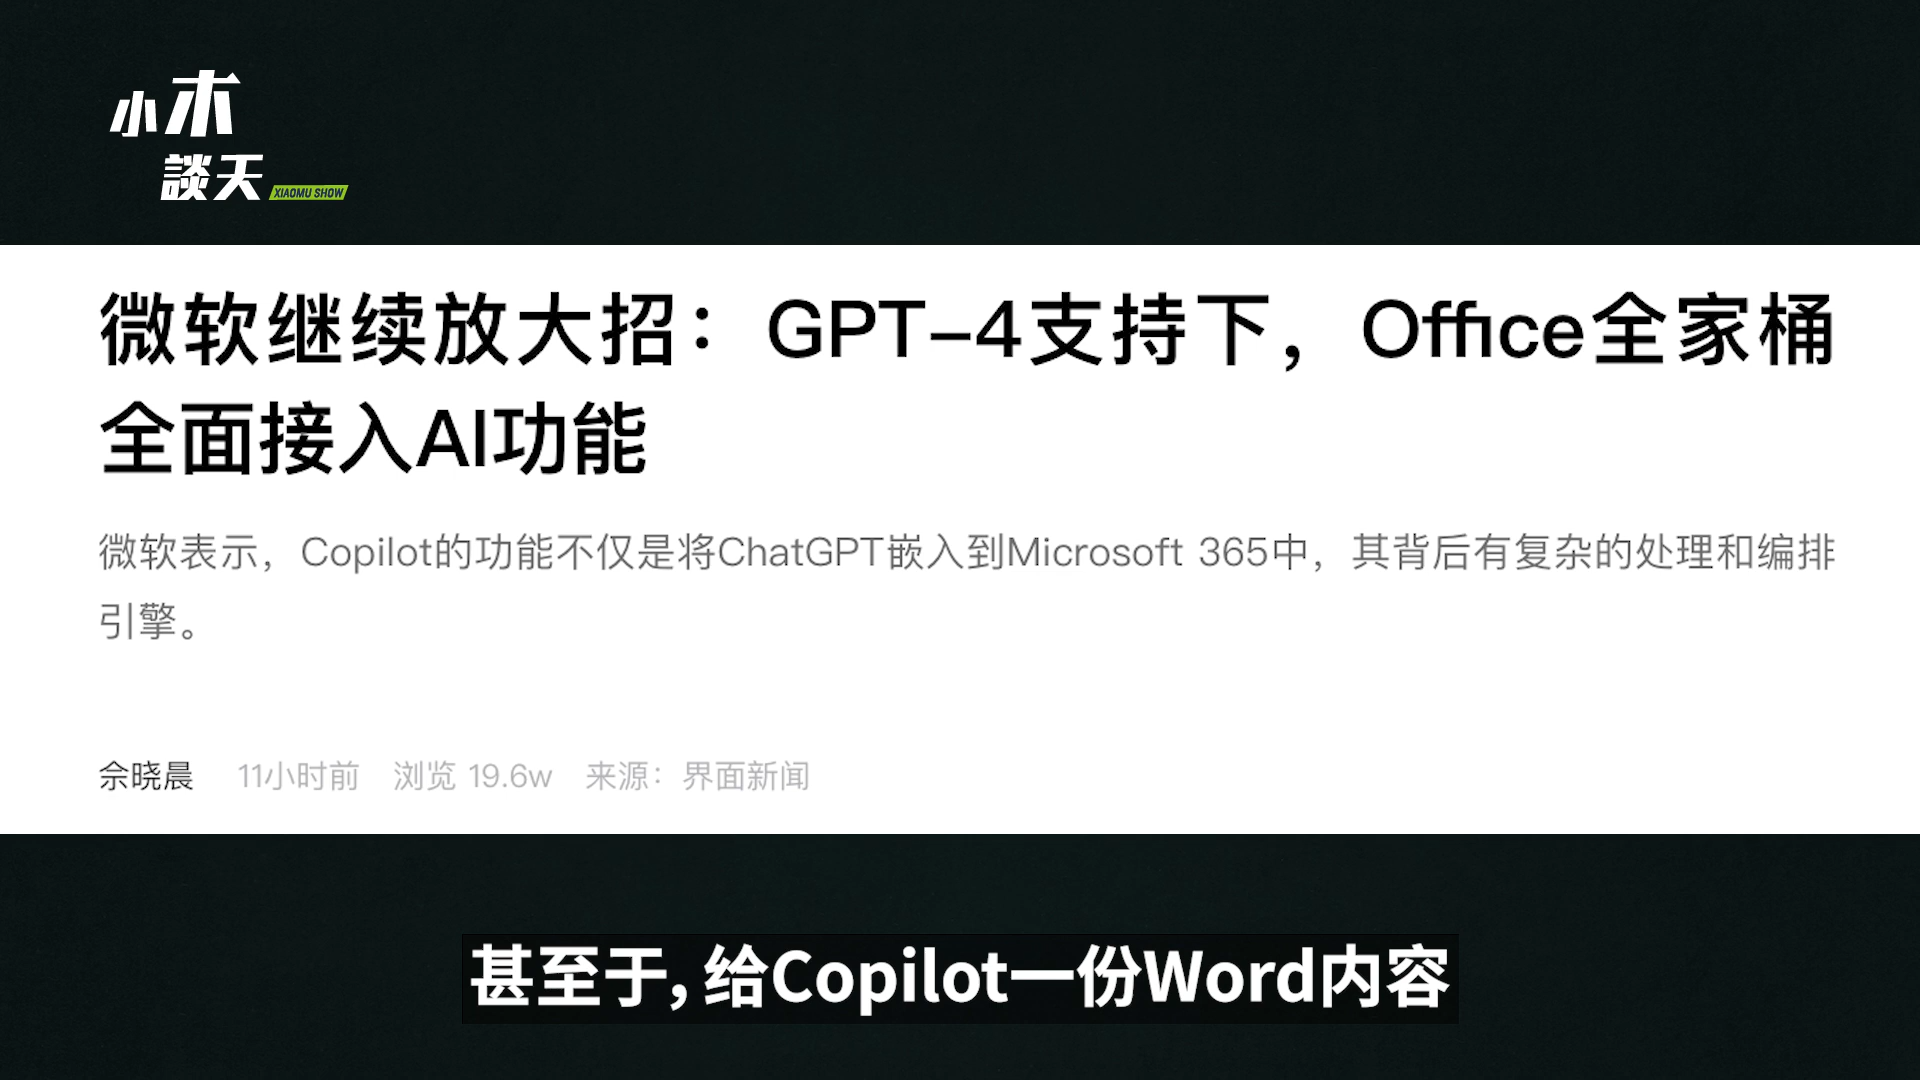 小木
談天 XIAOMU SHOW
微软继续放大招：GPT-4支持下，Office全家桶
全面接入AI功能
微软表示，Copilot的功能不仅是将ChatGPT嵌入到Microsoft 365中，其背后有复杂的处理和编排
引擎。
佘晓晨 11小时前 浏览 19.6w 来源：界面新闻
甚至于，给Copilot一份Word内容